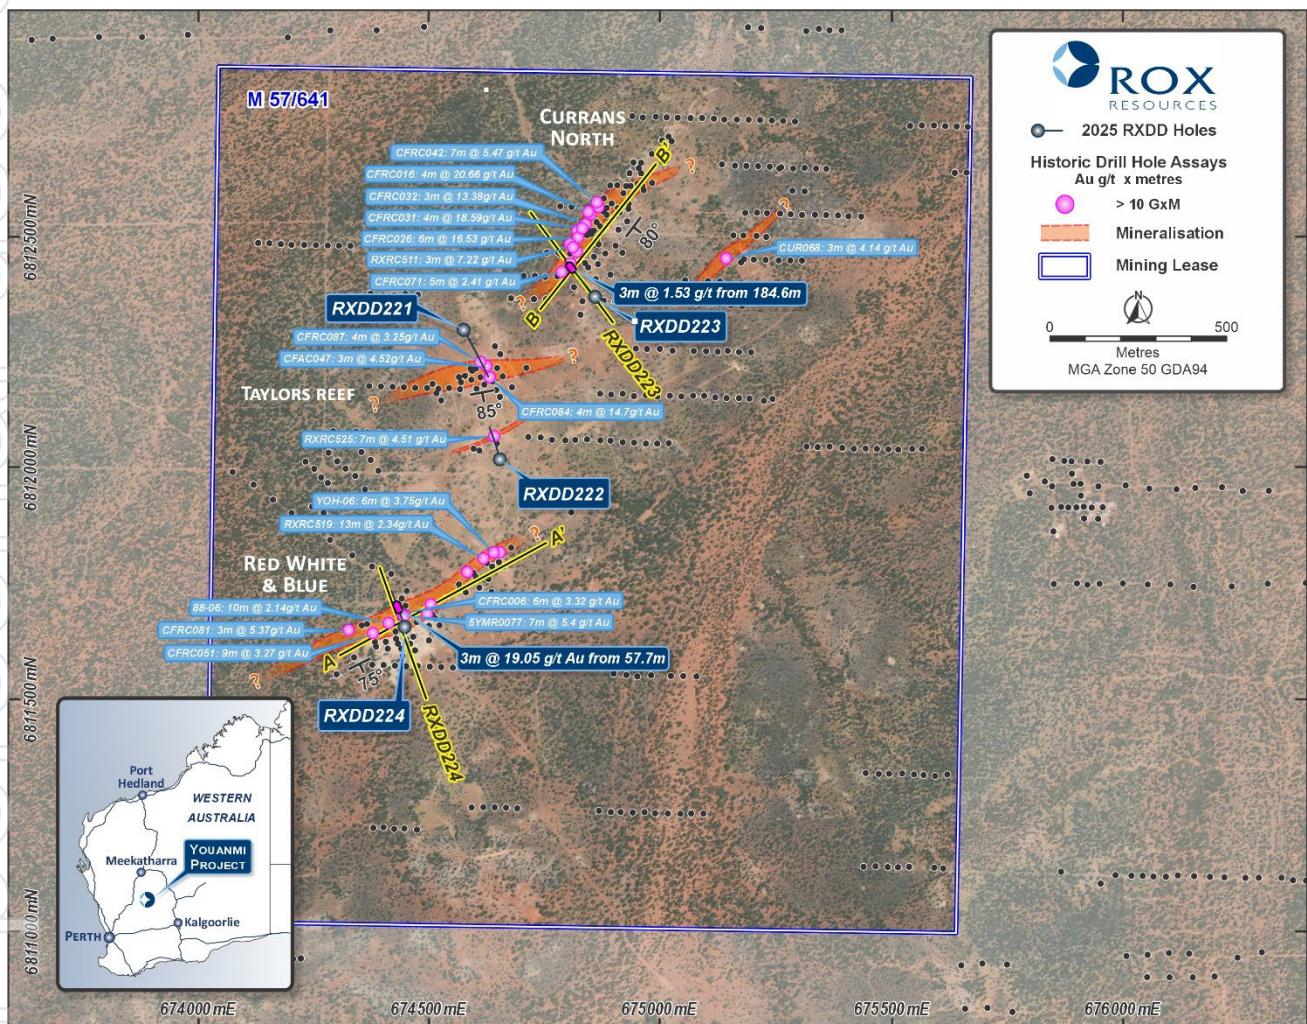 M 57/641
CURRANS
NORTH
CFRC042: 7m @ 5.47 g/t Au
CFRC016: 4m @ 20.66 g/t Au
CFRC032: 3m @ 13.38g/t Au
CFRC031: 4m @ 18.59g/t Au
CFRC026: 6m @ 16.53 g/t Au
RXRC511: 3m @ 7.22 g/t Au
CFRC071: 5m @ 2.41 g/t Au
B'
?
80°
?
CUR068: 3m @ 4.14 g/t Au
3m @ 1.53 g/t from 184.6m
?
B
RXDD221
RXDD223
RXDD223
CFRC087: 4m @ 3.25g/t Au
CFAC047: 3m @ 4.52g/t Au
?
TAYLORS REEF
?
85°
CFRC084: 4m @ 14.7g/t Au
RXRC525: 7m @ 4.51 g/t Au
RXDD222
YOH-06: 6m @ 3.75g/t Au
RXRC519: 13m @ 2.34g/t Au
?
A'
RED WHITE
& BLUE
88-06: 10m @ 2.14g/t Au
CFRC081: 3m @ 5.37g/t Au
CFRC051: 9m @ 3.27 g/t Au
CFRC006: 6m @ 3.32 g/t Au
5YMR0077: 7m @ 5.4 g/t Au
3m @ 19.05 g/t Au from 57.7m
A
75°
?
RXDD224
RXDD224
ROX
RESOURCES
2025 RXDD Holes
Historic Drill Hole Assays
Au g/t x metres
> 10 GxM
Mineralisation
Mining Lease
N
0 500
Metres
MGA Zone 50 GDA94
Port
Hedland
WESTERN
AUSTRALIA
Meekatharra
YOUANMI
PROJECT
Kalgoorlie
PERTH
6812500mN
6812000mN
6811500mN
6811000mN
674000mE
674500mE
675000mE
675500mE
676000mE